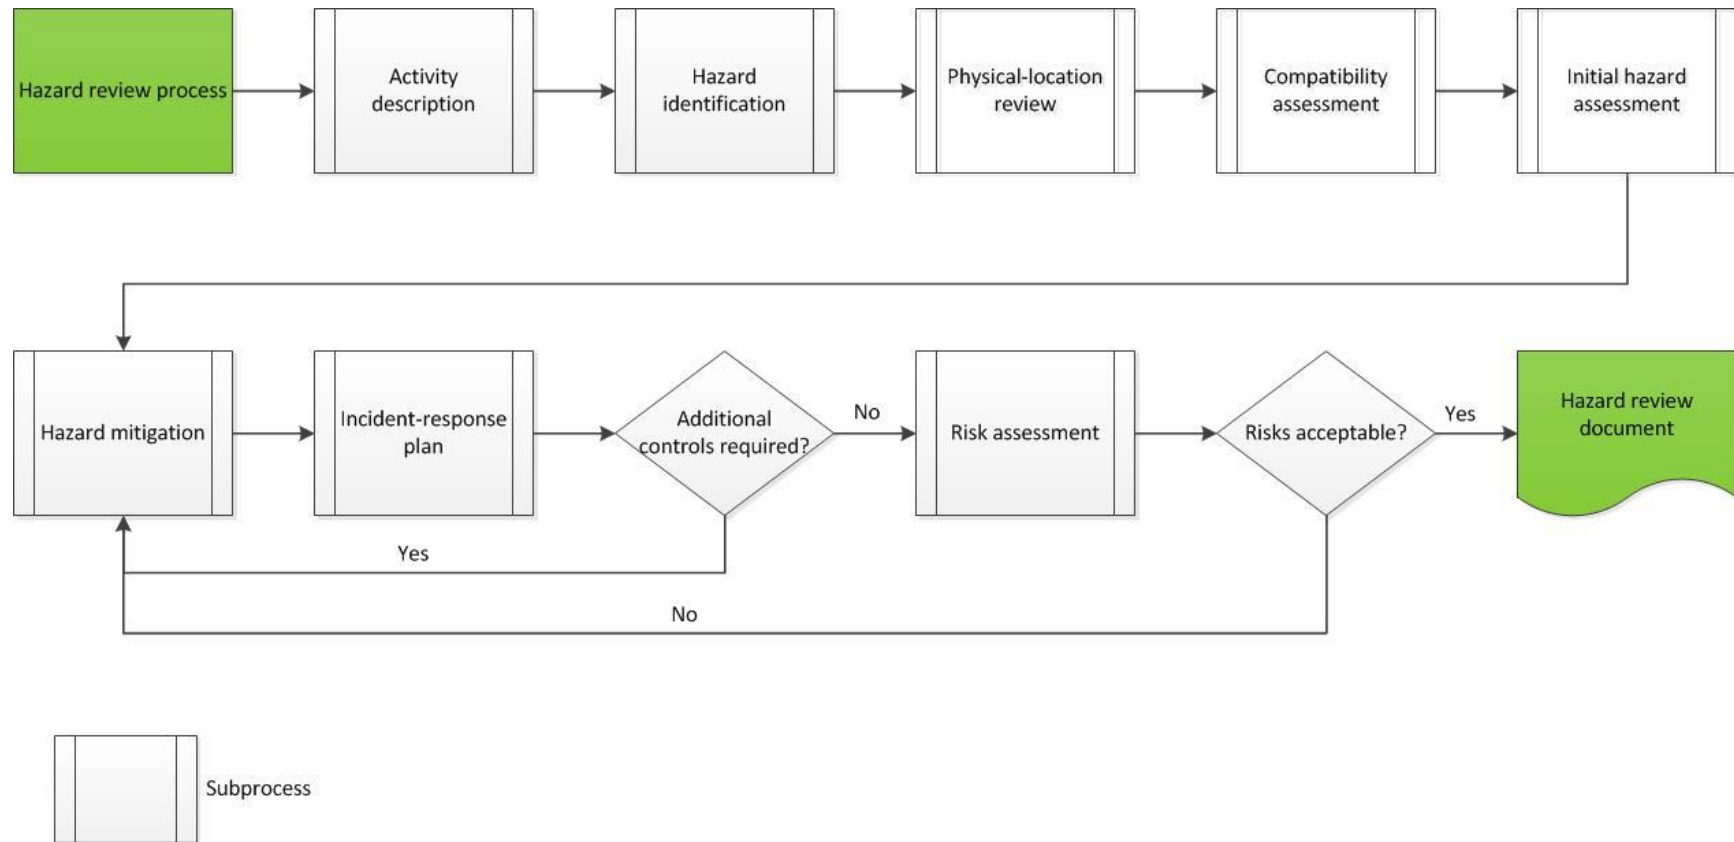 Hazard review process
Activity
description
Hazard
identification
Physical-location
review
Compatibility
assessment
Initial hazard
assessment
Hazard mitigation
Incident-response
plan
Additional
controls required?
No
Risk assessment
Risks acceptable?
Yes
Hazard review
document
Yes
No
Subprocess